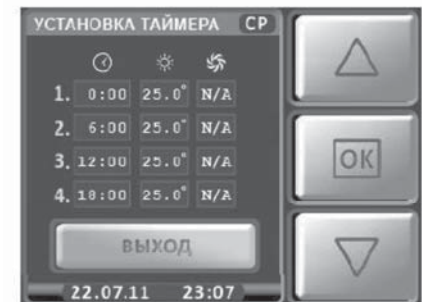 УСТАНОВКА ТАЙМЕРА СР
1. 0:00 25.0° N/A
2. 6:00 25.0° N/A
3. 12:00 25.0° N/A
OK
4. 18:00 25.0° N/A
ВЫХОД
22.07.11 23:07